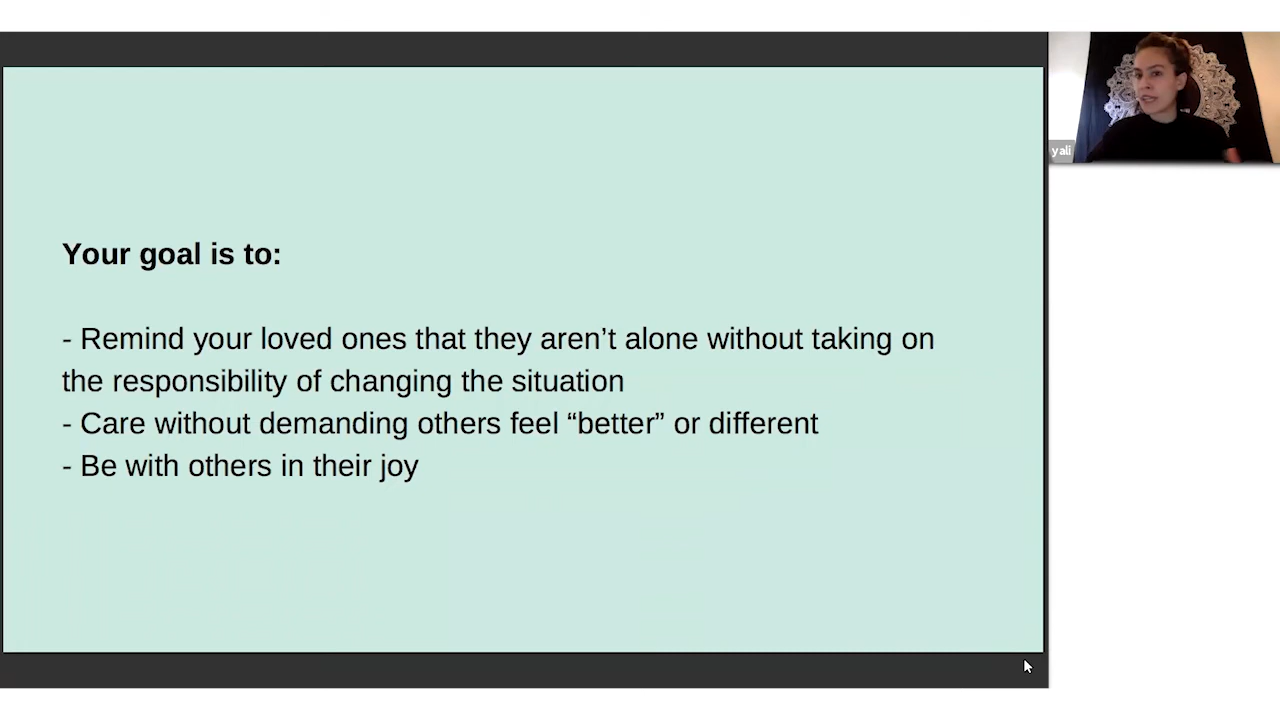 Your goal is to:
- Remind your loved ones that they aren’t alone without taking on
the responsibility of changing the situation
- Care without demanding others feel “better” or different
- Be with others in their joy
yali